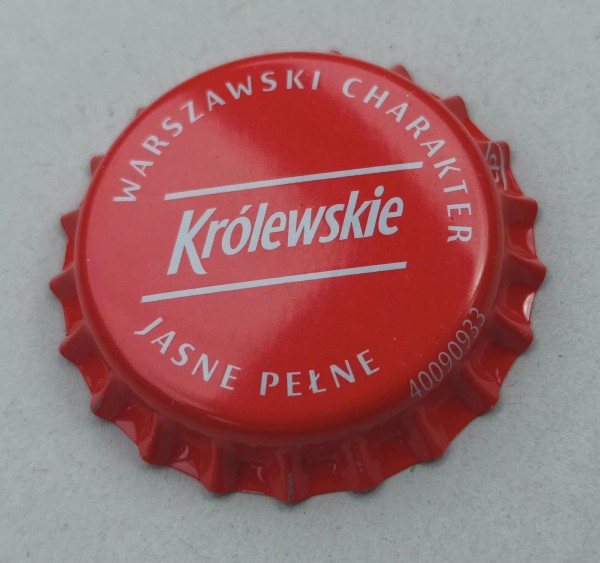 WARSZAWSKI CHARAKTER
Królewskie
JASNE PEŁNE
40090933